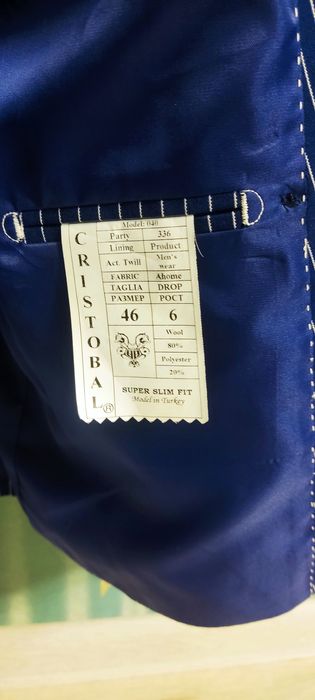 CRISTOBAL®
Model: 040
Party 336
Lining Product
Act. Twill Men's wear
FABRIC Ahome
TAGLIA DROP
РАЗМЕР РОСТ
46 6
Wool
80%
Polyester
20%
SUPER SLIM FIT
Model in Turkey